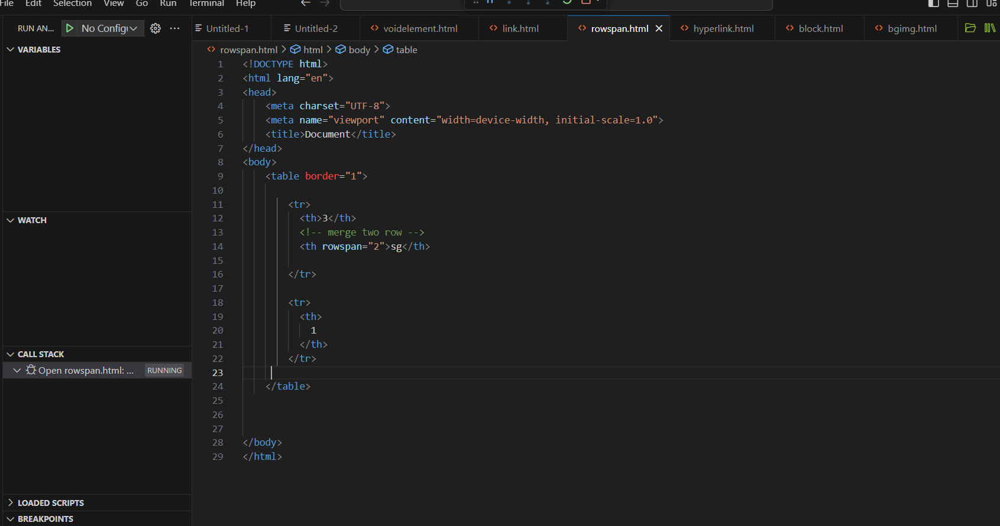 File Edit Selection View Go Run Terminal Help
RUN AN... No Config
Untitled-1 Untitled-2 voidelement.html link.html rowspan.html hyperlink.html block.html bgimg.html
VARIABLES
WATCH
CALL STACK
Open rowspan.html: ... RUNNING
LOADED SCRIPTS
BREAKPOINTS
rowspan.html > html > body > table
1 <!DOCTYPE html>
2 <html lang="en">
3 <head>
4 <meta charset="UTF-8">
5 <meta name="viewport" content="width=device-width, initial-scale=1.0">
6 <title>Document</title>
7 </head>
8 <body>
9 <table border="1">
10
11 <tr>
12 <th>3</th>
13 <!-- merge two row -->
14 <th rowspan="2">sg</th>
15
16 </tr>
17
18 <tr>
19 <th>
20 1
21 </th>
22 </tr>
23
24 </table>
25
26
27
28 </body>
29 </html>